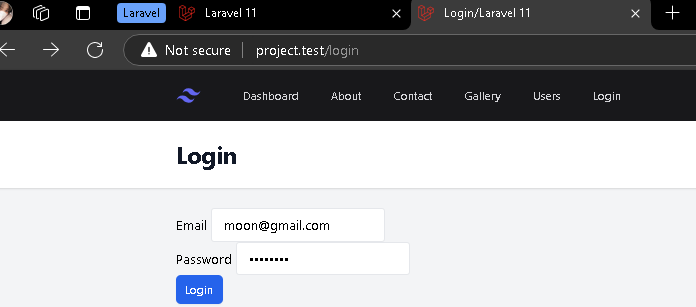 Laravel
Laravel 11
Login/Laravel 11
Not secure
project.test/login
Dashboard
About
Contact
Gallery
Users
Login
Login
Email
moon@gmail.com
Password
••••••••
Login